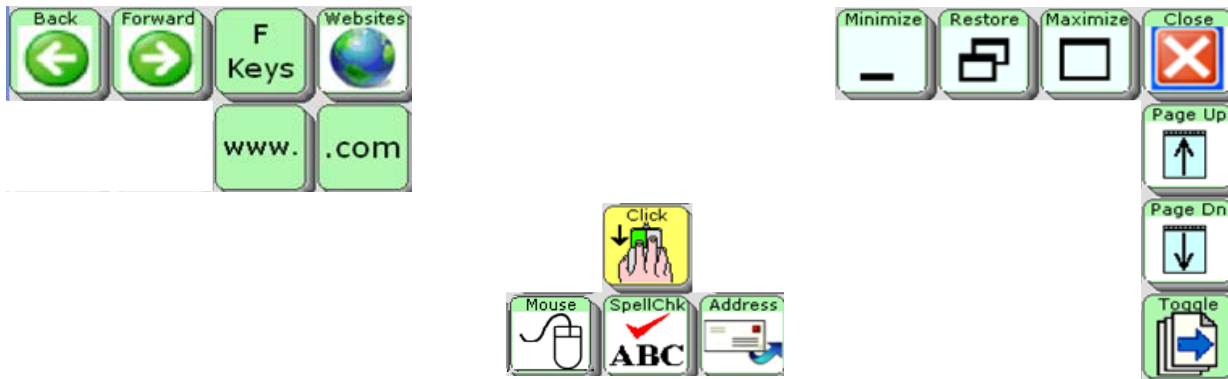 Back
Forward
F
Keys
Websites
www.
.com
Minimize
Restore
Maximize
Close
Page Up
Page Dn
Toggle
Click
Mouse
SpellChk
ABC
Address